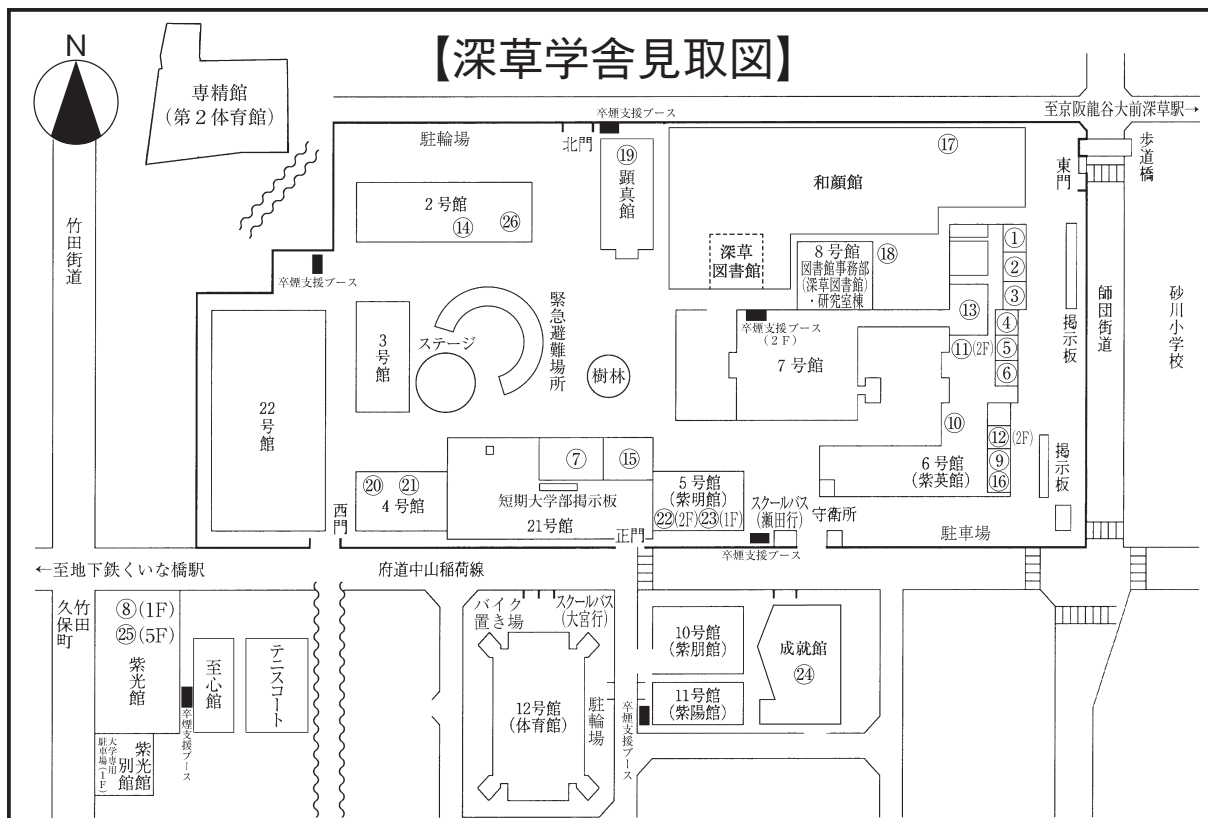 【深草学舎見取図】
N
専精館
(第２体育館)
卒煙支援ブース
至京阪龍谷大前深草駅→
駐輪場
北門
⑲
顕真館
⑰
和顔館
東門
歩道橋
竹田街道
２号館
⑭
㉖
深草
図書館
８号館
図書館事務部
(深草図書館)
・研究室棟
⑱
①
②
③
④
⑤
⑥
⑬
⑪(2F)
掲示板
師団街道
砂川小学校
卒煙支援ブース
22号館
３号館
ステージ
緊急避難場所
樹林
卒煙支援ブース
(２F)
７号館
⑩
⑫(2F)
⑨
⑯
６号館
(紫英館)
掲示板
⑳
㉑
４号館
西門
⑦
⑮
短期大学部掲示板
21号館
正門
５号館
(紫明館)
㉒(2F)㉓(1F)
スクールバス
(瀬田行)
守衛所
駐車場
卒煙支援ブース
←至地下鉄くいな橋駅
府道中山稲荷線
竹田
久保町
⑧(1F)
㉕(5F)
紫光館
卒煙支援ブース
至心館
テニスコート
紫光館
別館
大学専用
駐車場(1F)
バイク
置き場
スクールバス
(大宮行)
12号館
(体育館)
駐輪場
卒煙支援ブース
10号館
(紫朋館)
11号館
(紫陽館)
成就館
㉔